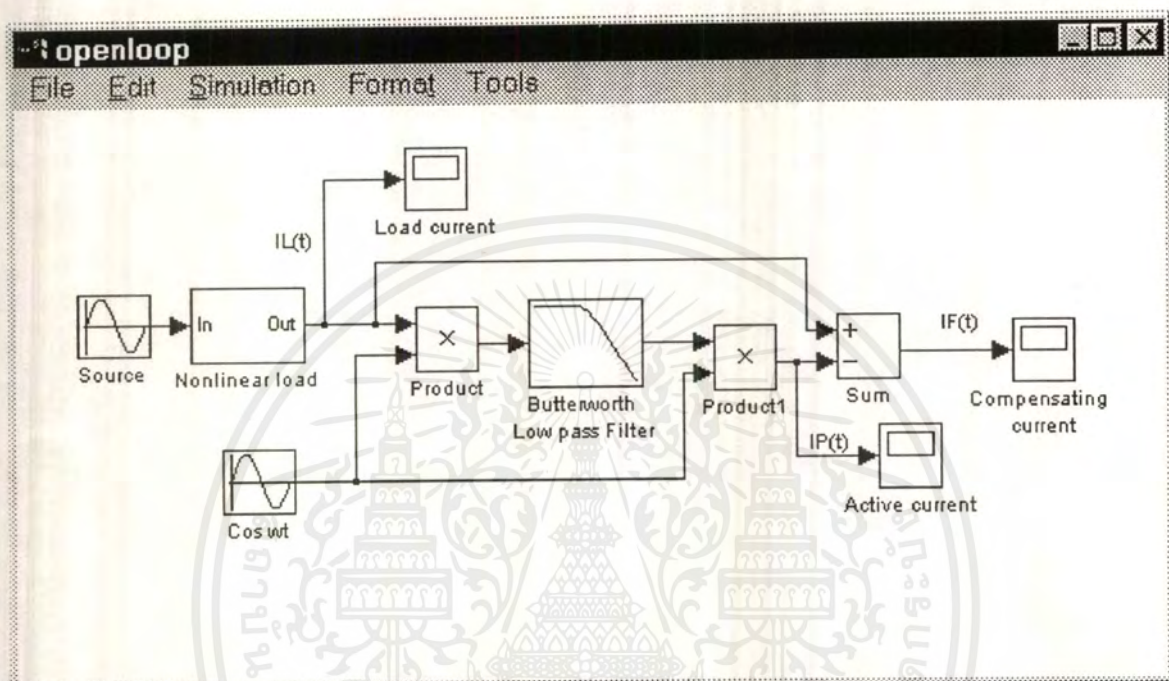 openloop
File Edit Simulation Format Tools
Load current
IL(t)
In Out
Source
Nonlinear load
×
Product
Butterworth
Low pass Filter
×
Product1
+
−
Sum
IF(t)
Compensating
current
IP(t)
Active current
Cos wt